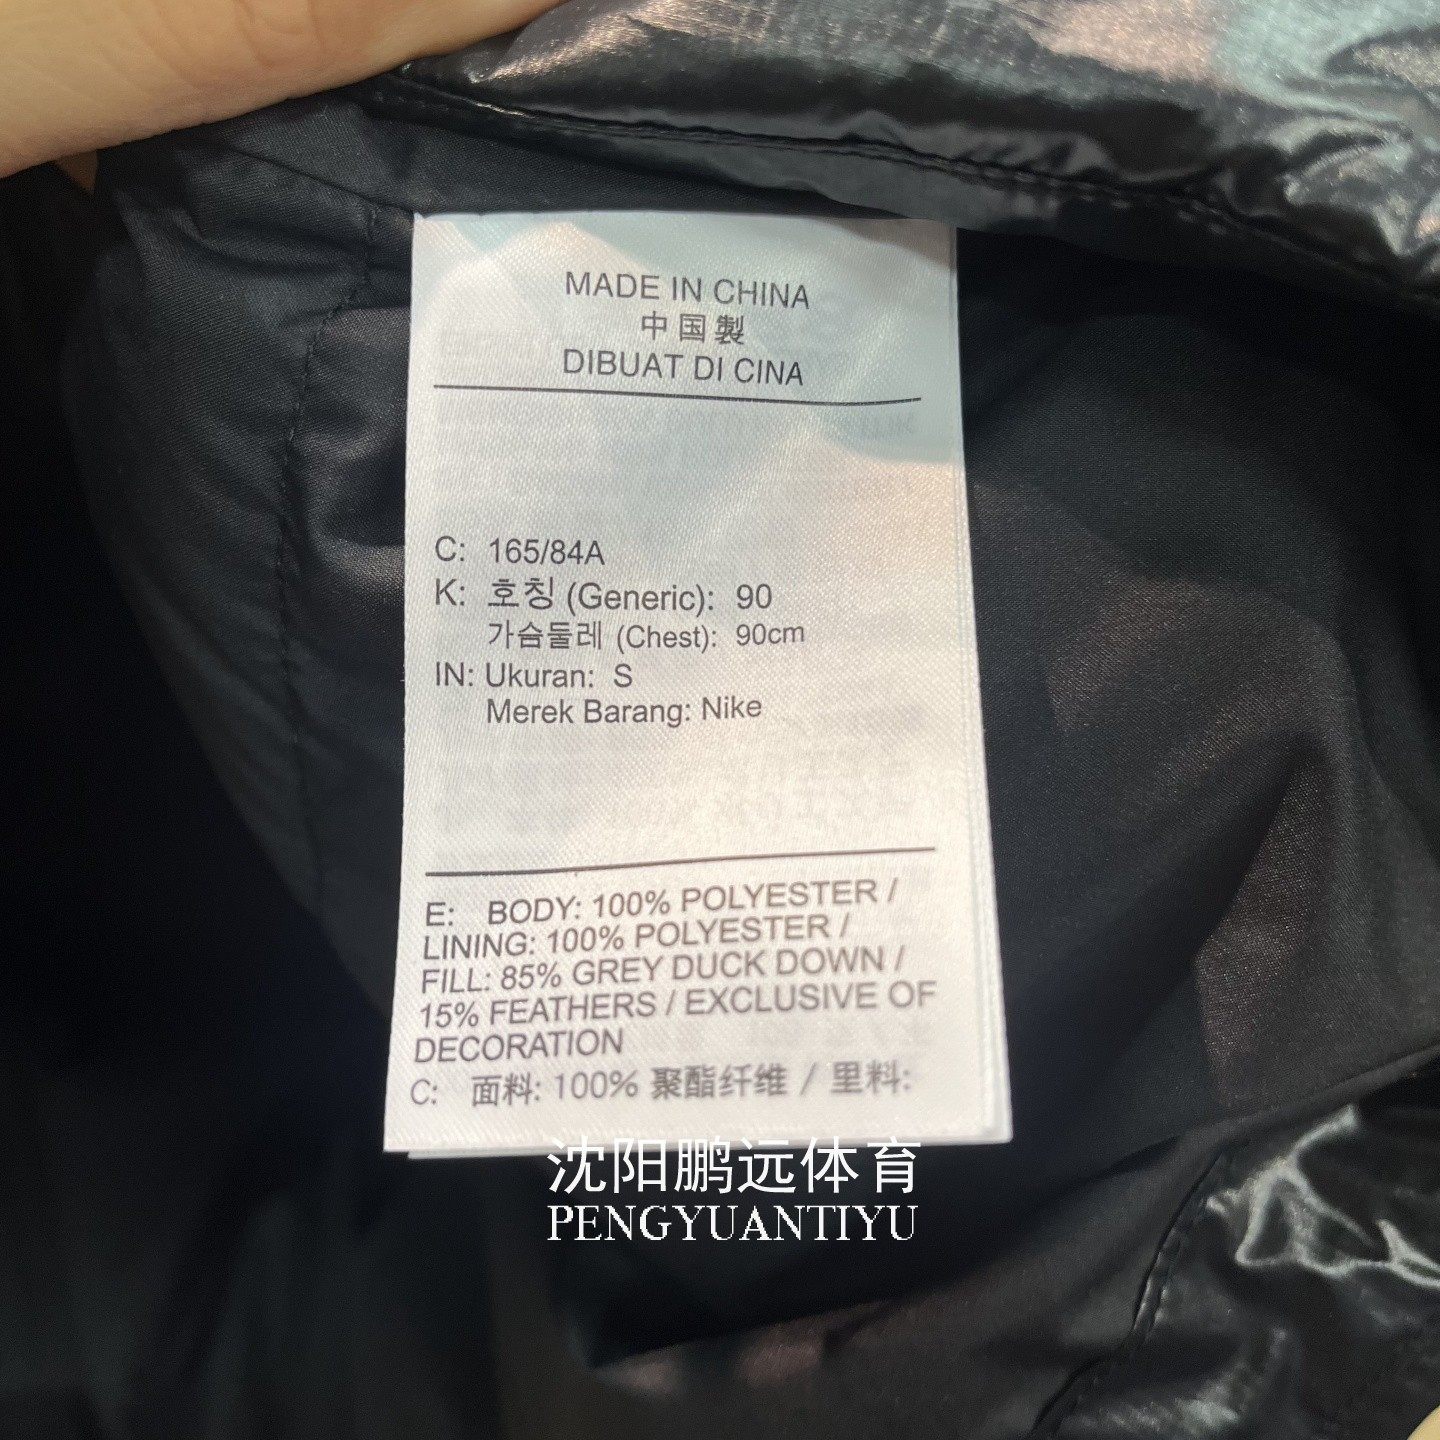 MADE IN CHINA
中国製
DIBUAT DI CINA
C: 165/84A
K: 호칭 (Generic): 90
가슴둘레 (Chest): 90cm
IN: Ukuran: S
Merek Barang: Nike
E: BODY: 100% POLYESTER /
LINING: 100% POLYESTER /
FILL: 85% GREY DUCK DOWN /
15% FEATHERS / EXCLUSIVE OF
DECORATION
C: 面料: 100% 聚酯纤维 / 里料:
沈阳鹏远体育
PENGYUANTIYU